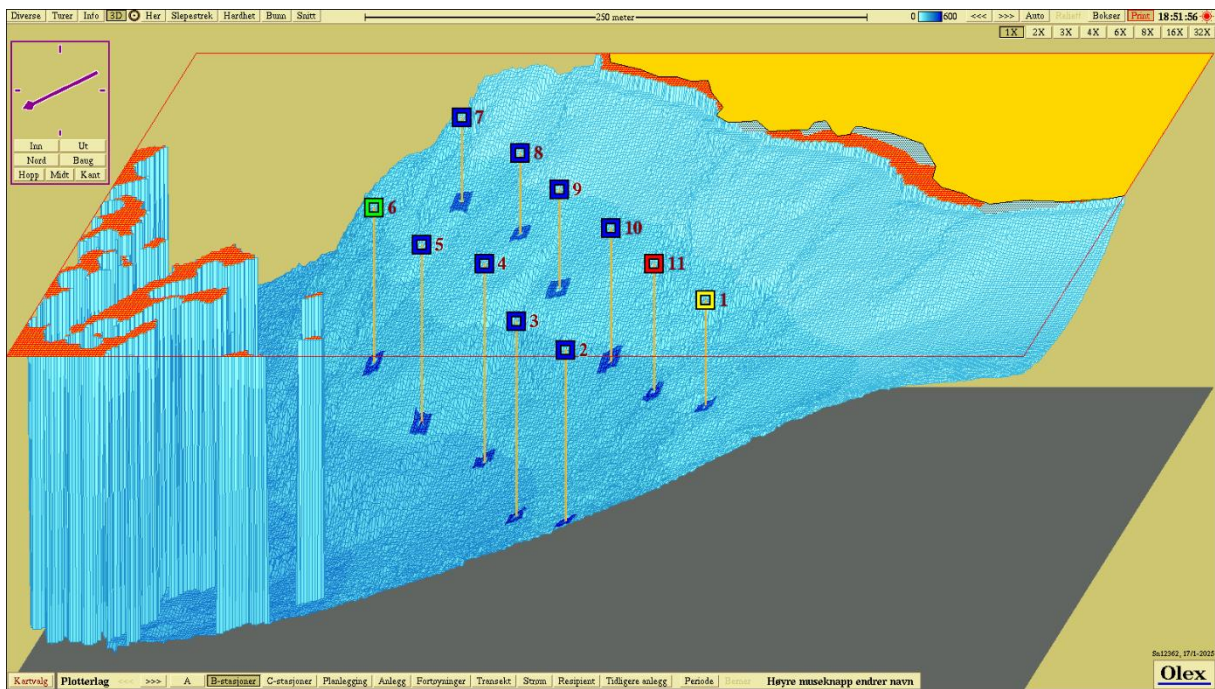 Diverse Turer Info 3D Her Slepestrek Hardhet Bunn Snitt 250 meter 0 600 <<< >>> Auto Relieff Bokser Print 18:51:56
1X 2X 3X 4X 6X 8X 16X 32X
Inn Ut
Nord Baug
Hopp Midt Kant
7
8
9
6
10
5
4
11
1
3
2
Sn12362, 17/1-2025
Olex
Kartvalg Plotterlag <<< >>> A B-stasjoner C-stasjoner Planlegging Anlegg Fortøyninger Transekt Strøm Resipient Tidligere anlegg Periode Høyre museknapp endrer navn